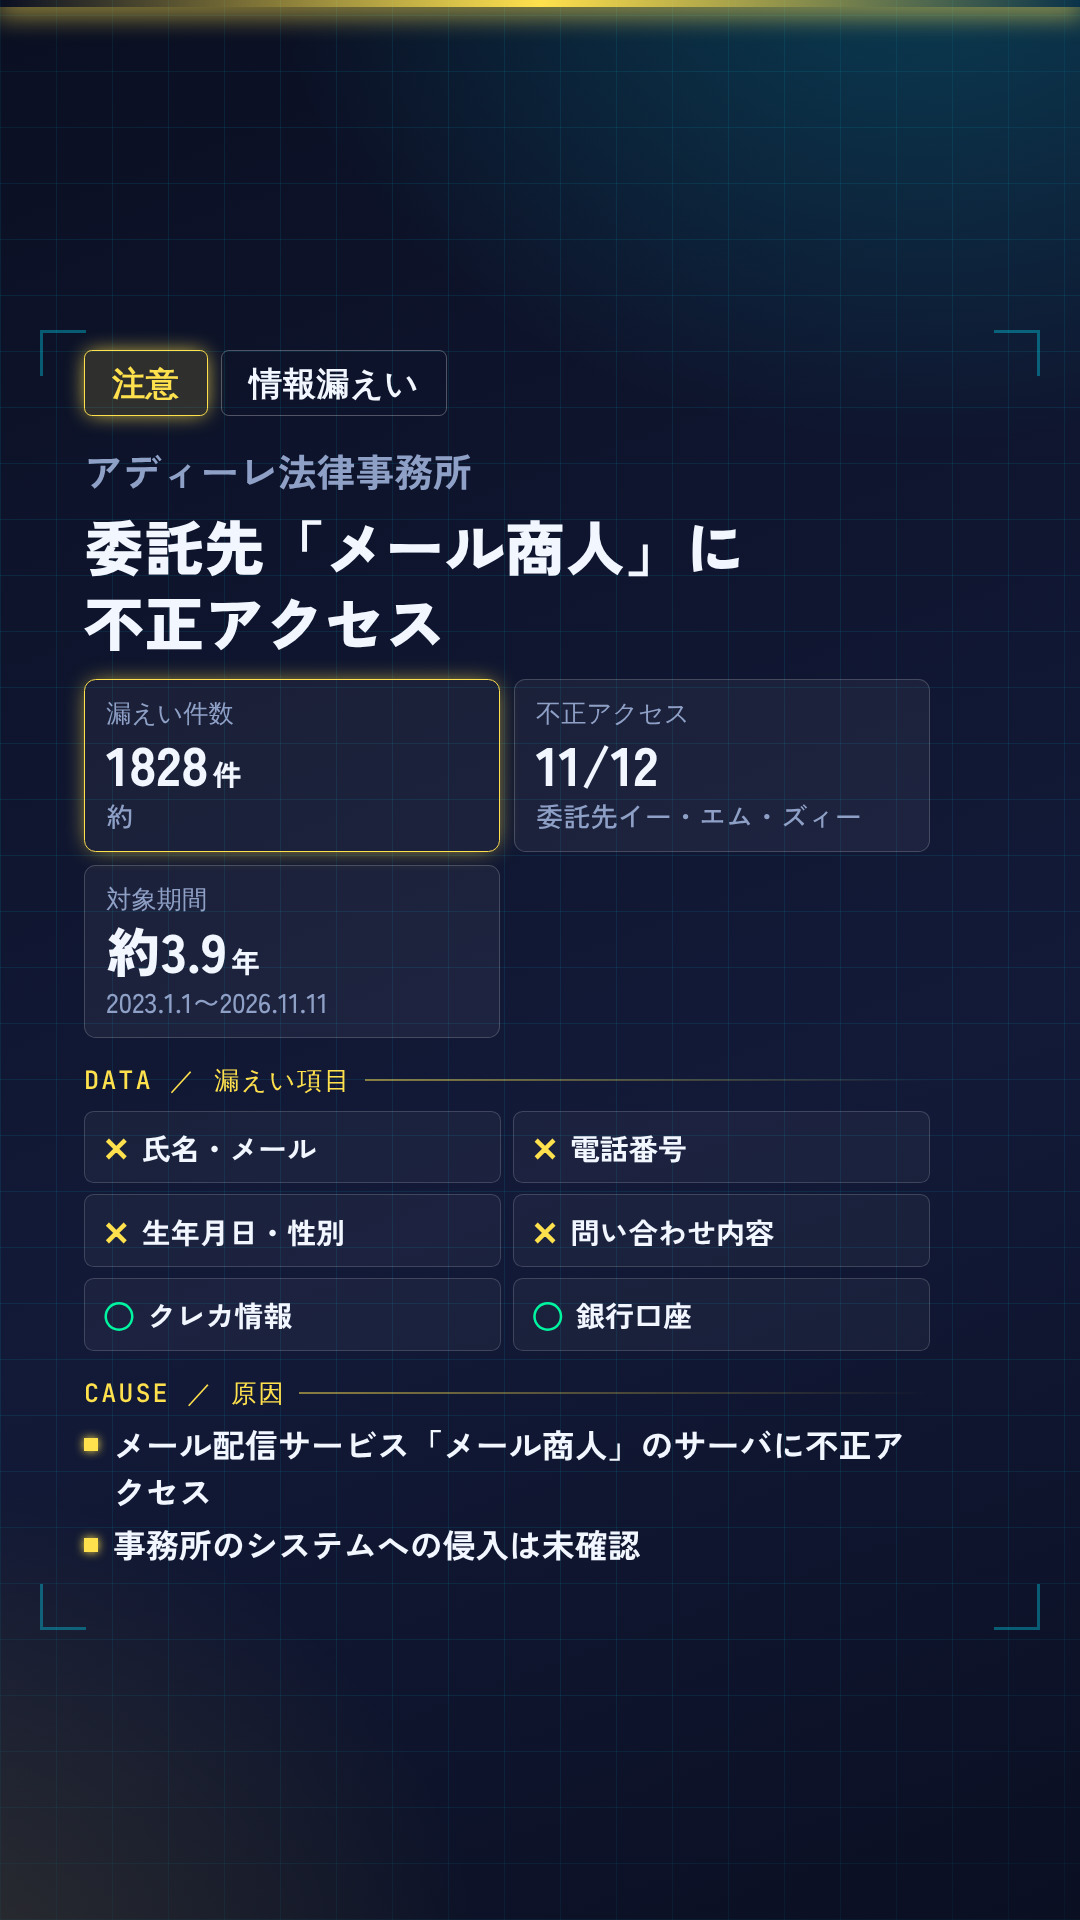 注意 情報漏えい
アディーレ法律事務所
委託先「メール商人」に
不正アクセス
漏えい件数
1828件
約
不正アクセス
11/12
委託先イー・エム・ズィー
対象期間
約3.9年
2023.1.1〜2026.11.11
DATA ／ 漏えい項目
✕ 氏名・メール
✕ 電話番号
✕ 生年月日・性別
✕ 問い合わせ内容
○ クレカ情報
○ 銀行口座
CAUSE ／ 原因
メール配信サービス「メール商人」のサーバに不正ア
クセス
事務所のシステムへの侵入は未確認